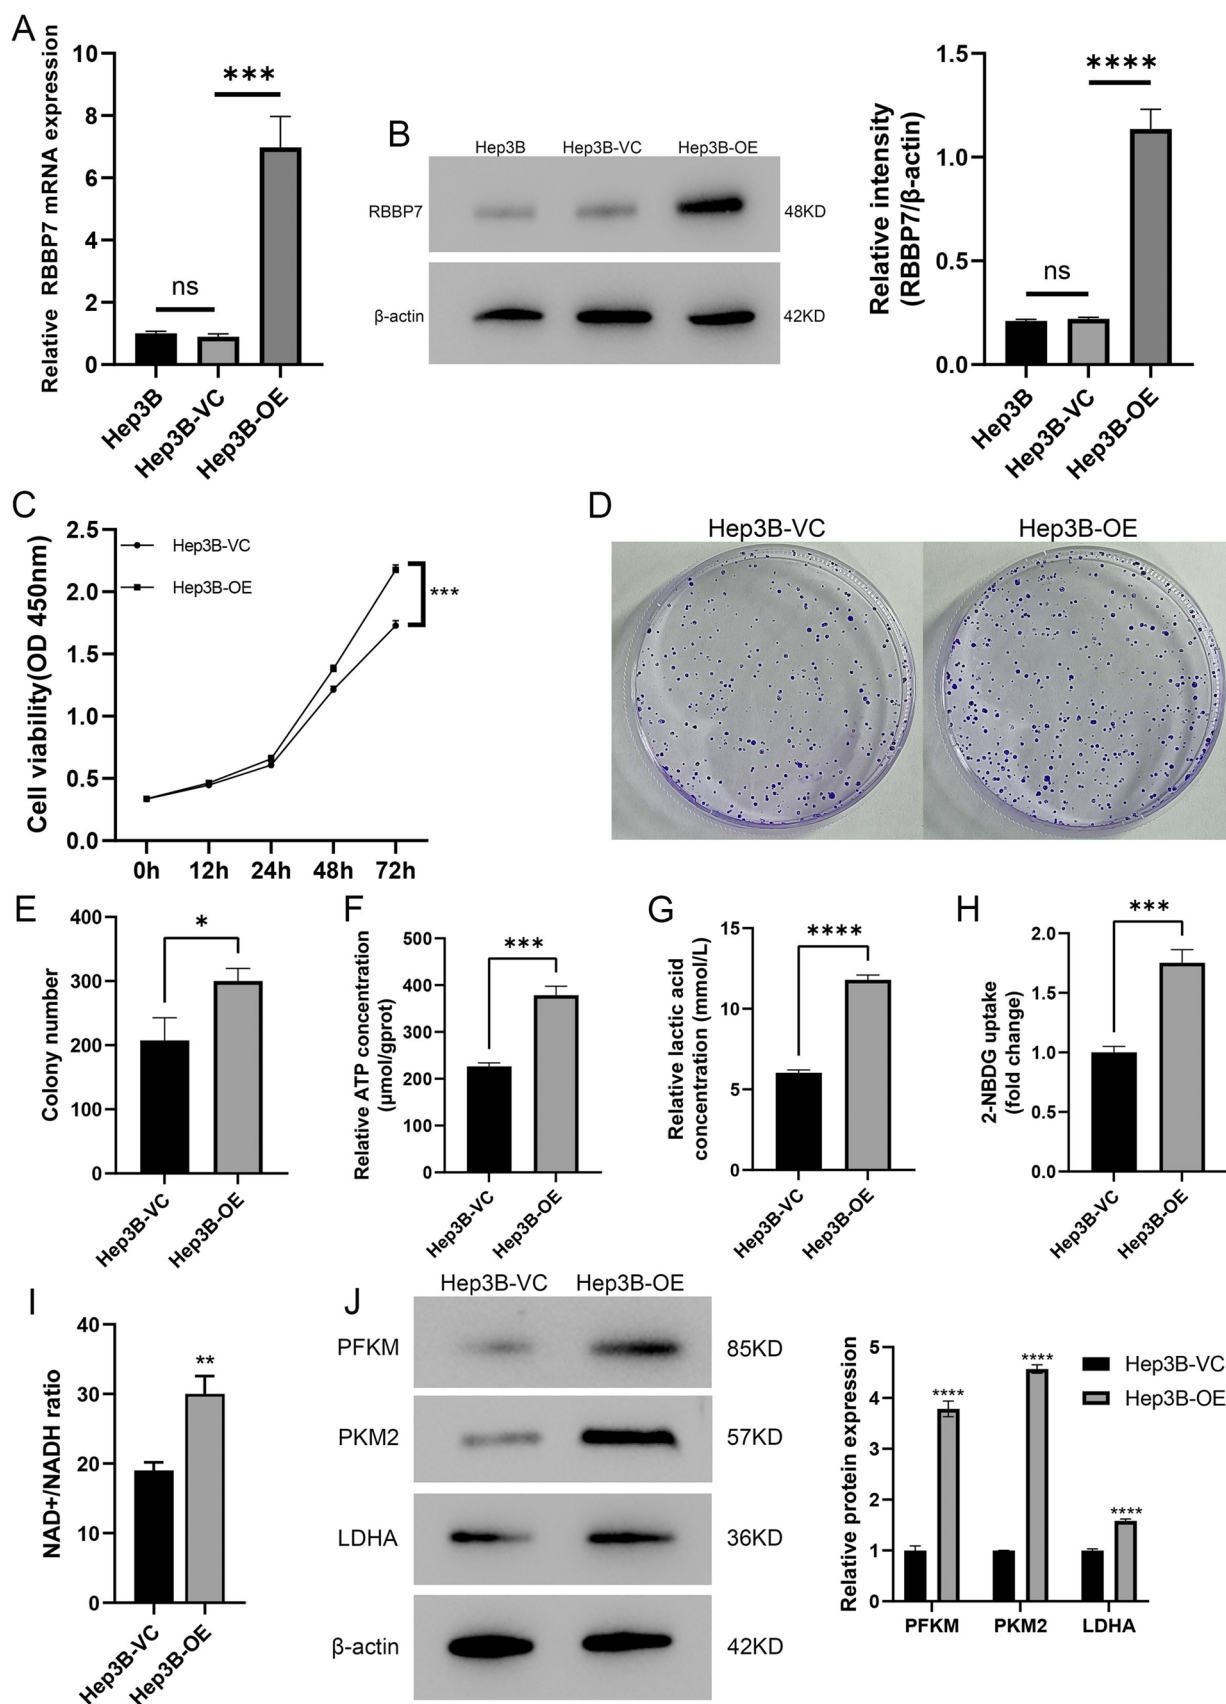 A
Relative RBBP7 mRNA expression
10
8
6
4
2
0
***
ns
Hep3B
Hep3B-VC
Hep3B-OE
B
Hep3B
Hep3B-VC
Hep3B-OE
RBBP7
48KD
β-actin
42KD
Relative intensity
(RBBP7/β-actin)
1.5
1.0
0.5
0.0
****
ns
Hep3B
Hep3B-VC
Hep3B-OE
C
Cell viability(OD 450nm)
2.5
2.0
1.5
1.0
0.5
0.0
Hep3B-VC
Hep3B-OE
***
0h
12h
24h
48h
72h
D
Hep3B-VC
Hep3B-OE
E
Colony number
400
300
200
100
0
*
Hep3B-VC
Hep3B-OE
F
Relative ATP concentration
(μmol/gprot)
500
400
300
200
100
0
***
Hep3B-VC
Hep3B-OE
G
Relative lactic acid
concentration (mmol/L)
15
10
5
0
****
Hep3B-VC
Hep3B-OE
H
2-NBDG uptake
(fold change)
2.0
1.5
1.0
0.5
0.0
***
Hep3B-VC
Hep3B-OE
I
NAD+/NADH ratio
40
30
20
10
0
**
Hep3B-VC
Hep3B-OE
J
Hep3B-VC
Hep3B-OE
PFKM
85KD
PKM2
57KD
LDHA
36KD
β-actin
42KD
Relative protein expression
5
4
3
2
1
0
****
****
****
Hep3B-VC
Hep3B-OE
PFKM
PKM2
LDHA